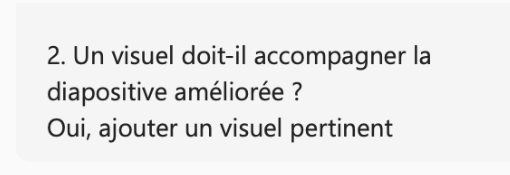 2. Un visuel doit-il accompagner la
diapositive améliorée ?
Oui, ajouter un visuel pertinent